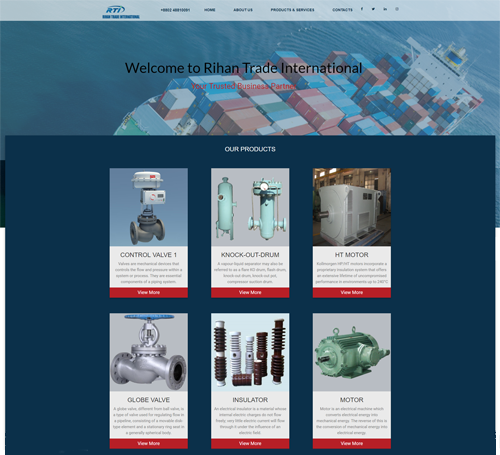 RTI
RIHAN TRADE INTERNATIONAL
HOME
ABOUT US
PRODUCTS & SERVICES
CONTACTS
Welcome to Rihan Trade International
Your Trusted Business Partner
OUR PRODUCTS
CONTROL VALVE 1
Valves are mechanical devices that
controls the flow and pressure within a
system or process. They are essential
components of a piping system
View More
KNOCK-OUT-DRUM
A vapour-liquid separator may also be
referred to as a flare KO drum, flash drum,
knock-out drum, knock-out pot,
compressor suction drum
View More
HT MOTOR
Kollmorgen HP/HT motors incorporate a
proprietary insulation system that offers
an extensive lifetime of uncompromised
performance in environments up to
View More
GLOBE VALVE
A globe valve, different from ball valve, is
a type of valve used for regulating flow in
a pipeline, consisting of a movable disk-
type element and a stationary ring seat in
a generally spherical body.
View More
INSULATOR
An electrical insulator is a material whose
internal electric charges do not flow
freely; very little electric current will flow
through it under the influence of an
electric field.
View More
MOTOR
Motor is an electrical machine which
converts electrical energy into
mechanical energy. The reverse of this is
the conversion of mechanical energy into
electrical energy
View More